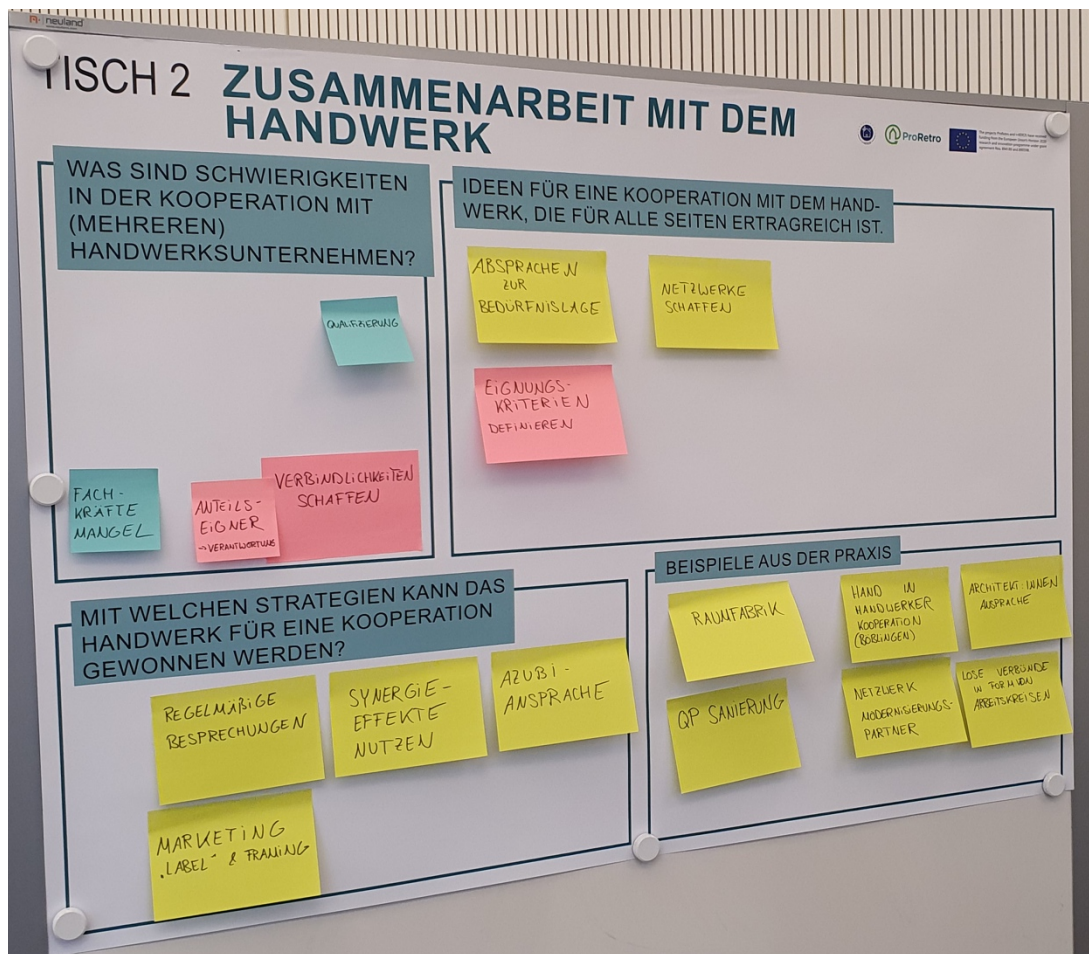 neuland
TISCH 2
ZUSAMMENARBEIT MIT DEM
HANDWERK
ProRetro
WAS SIND SCHWIERIGKEITEN
IN DER KOOPERATION MIT
(MEHREREN)
HANDWERKSUNTERNEHMEN?
QUALIFIZIERUNG
FACH-
KRÄFTE
MANGEL
ANTEILS-
EIGNER
→ VERANTWORTUNG
VERBINDLICHKEITEN
SCHAFFEN
IDEEN FÜR EINE KOOPERATION MIT DEM HAND-
WERK, DIE FÜR ALLE SEITEN ERTRAGREICH IST.
ABSPRACHEN
ZUR
BEDÜRFNISLAGE
NETZWERKE
SCHAFFEN
EIGNUNGS-
KRITERIEN
DEFINIEREN
MIT WELCHEN STRATEGIEN KANN DAS
HANDWERK FÜR EINE KOOPERATION
GEWONNEN WERDEN?
REGELMÄßIGE
BESPRECHUNGEN
SYNERGIE-
EFFEKTE
NUTZEN
AZUBI-
ANSPRACHE
MARKETING
„LABEL“ & FRAMING
BEISPIELE AUS DER PRAXIS
RAUMFABRIK
HAND IN
HANDWERKER
KOOPERATION
(BÖBLINGEN)
ARCHITEKT:INNEN
ANSPRACHE
QP SANIERUNG
NETZWERK
MODERNISIERUNGS-
PARTNER
LOSE VERBÜNDE
IN FORM VON
ARBEITSKREISEN